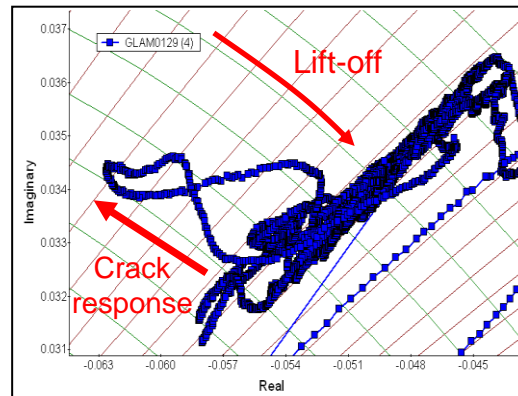 0.037
GLAM0129 (4)
Lift-off
0.036
0.035
Imaginary
0.034
0.033
Crack
response
0.032
0.031
-0.063 -0.060 -0.057 -0.054 -0.051 -0.048 -0.045
Real